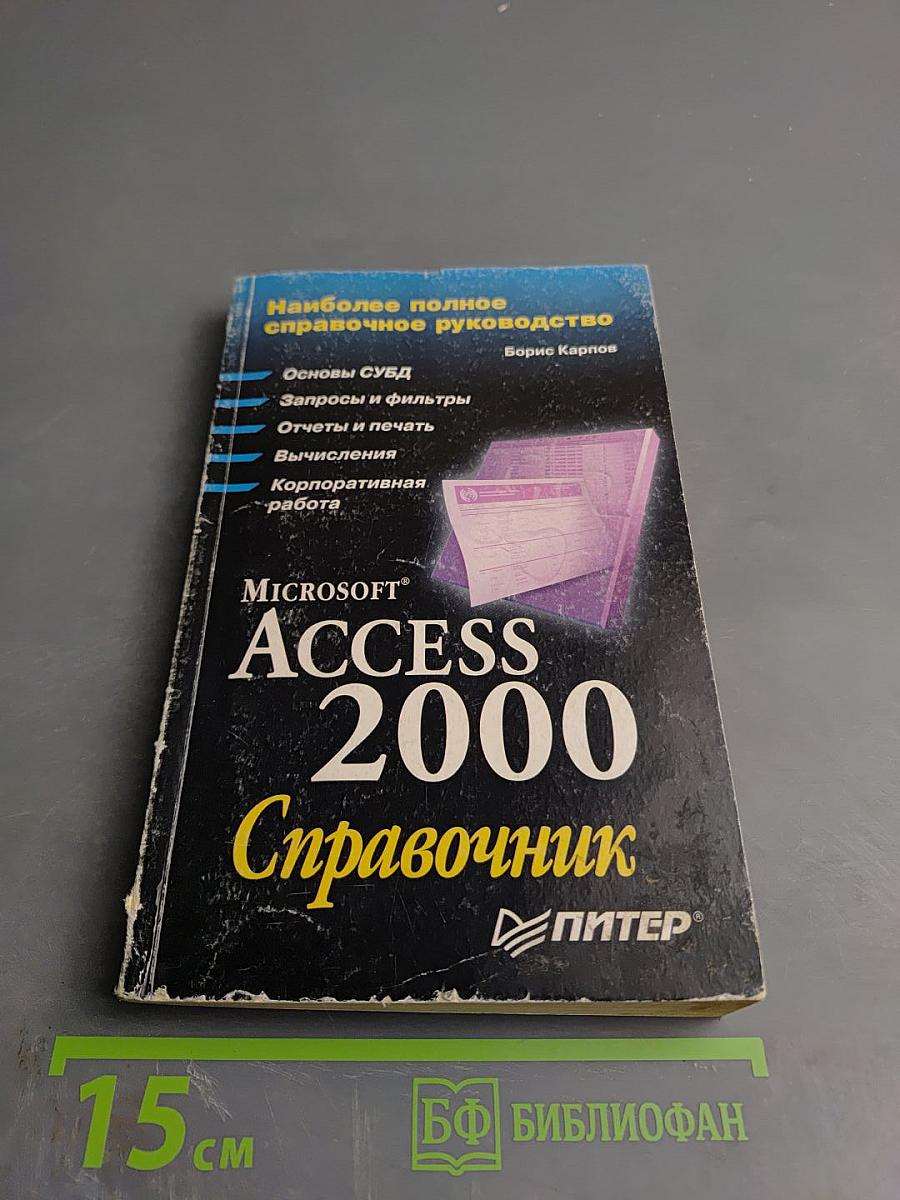 Наиболее полное
справочное руководство
Борис Карпов
Основы СУБД
Запросы и фильтры
Отчеты и печать
Вычисления
Корпоративная
работа
MICROSOFT®
ACCESS
2000
Справочник
ПИТЕР®
15 см
БФ БИБЛИОФАН